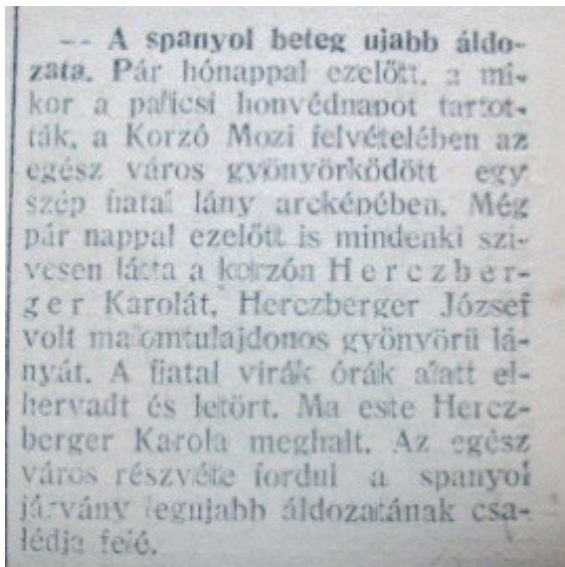 -- A spanyol beteg ujabb áldo-
zata. Pár hónappal ezelőtt, a mi-
kor a palicsi honvédnapot tartot-
ták, a Korzó Mozi felvételében az
egész város gyönyörködött egy
szép fiatal lány arcképében. Még
pár nappal ezelőtt is mindenki szi-
vesen látta a korzón Herczber-
ger Karolát, Herczberger József
volt malomtulajdonos gyönyörü lá-
nyát. A fiatal virák órák alatt el-
hervadt és letört. Ma este Hercz-
berger Karola meghalt. Az egész
város részvéte fordul a spanyol
járvány legujabb áldozatának csa-
ládja felé.